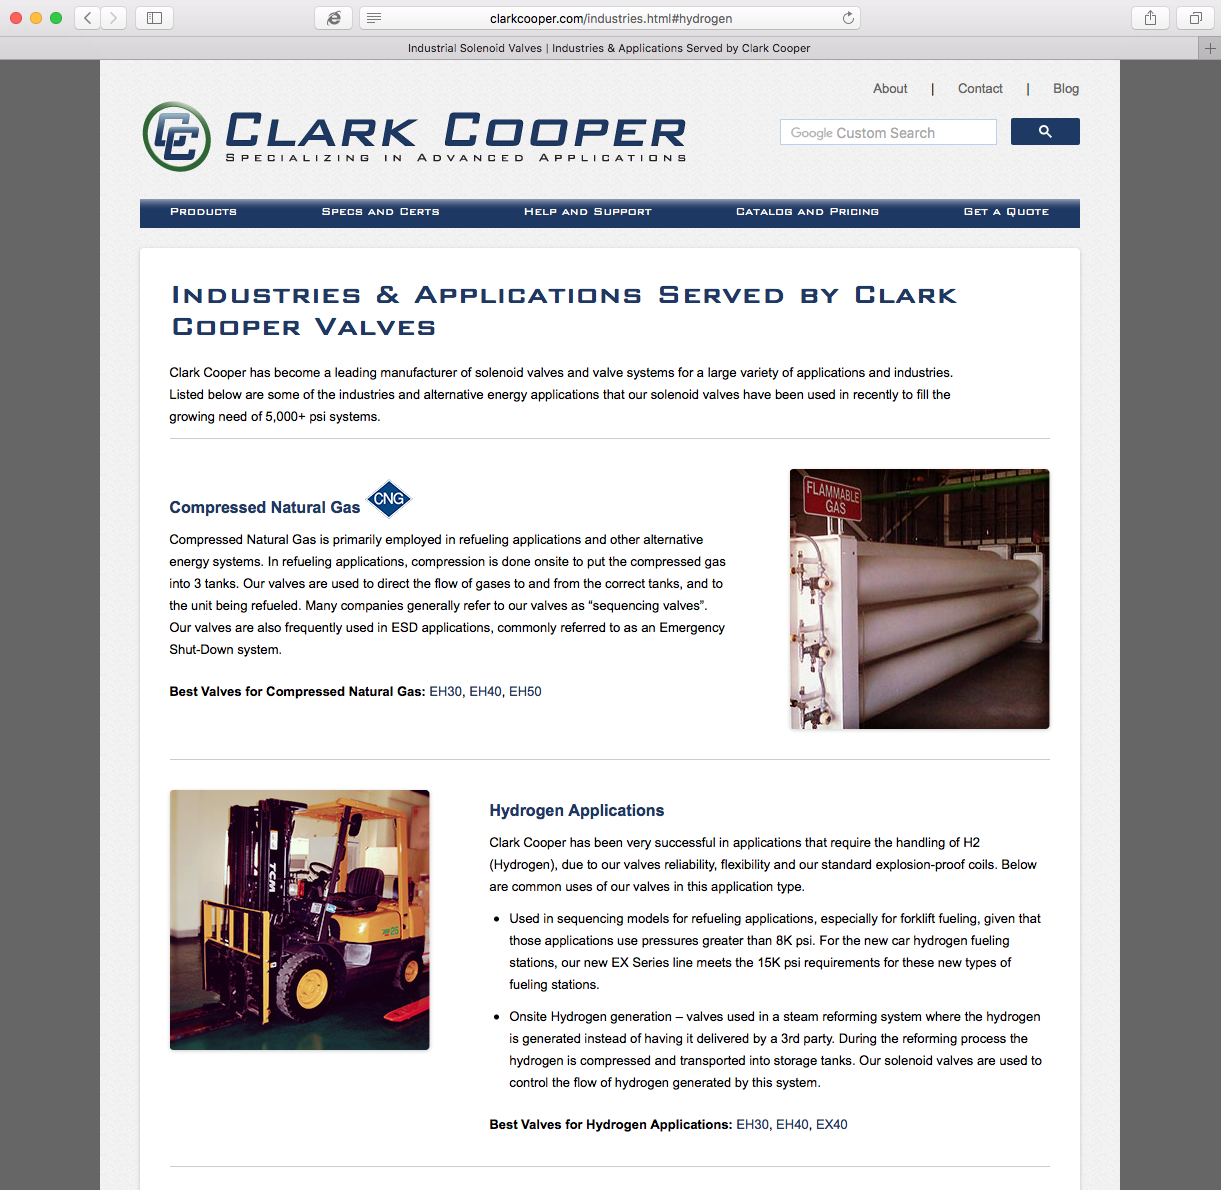 clarkcooper.com/industries.html#hydrogen
Industrial Solenoid Valves | Industries & Applications Served by Clark Cooper
About | Contact | Blog
CC
Clark Cooper
Specializing in Advanced Applications
Google Custom Search
Products
Specs and Certs
Help and Support
Catalog and Pricing
Get a Quote
Industries & Applications Served by Clark
Cooper Valves
Clark Cooper has become a leading manufacturer of solenoid valves and valve systems for a large variety of applications and industries.
Listed below are some of the industries and alternative energy applications that our solenoid valves have been used in recently to fill the
growing need of 5,000+ psi systems.
Compressed Natural Gas
CNG
Compressed Natural Gas is primarily employed in refueling applications and other alternative
energy systems. In refueling applications, compression is done onsite to put the compressed gas
into 3 tanks. Our valves are used to direct the flow of gases to and from the correct tanks, and to
the unit being refueled. Many companies generally refer to our valves as “sequencing valves”.
Our valves are also frequently used in ESD applications, commonly referred to as an Emergency
Shut-Down system.
Best Valves for Compressed Natural Gas: EH30, EH40, EH50
FLAMMABLE
GAS
TCM
25
Hydrogen Applications
Clark Cooper has been very successful in applications that require the handling of H2
(Hydrogen), due to our valves reliability, flexibility and our standard explosion-proof coils. Below
are common uses of our valves in this application type.
• Used in sequencing models for refueling applications, especially for forklift fueling, given that
those applications use pressures greater than 8K psi. For the new car hydrogen fueling
stations, our new EX Series line meets the 15K psi requirements for these new types of
fueling stations.
• Onsite Hydrogen generation – valves used in a steam reforming system where the hydrogen
is generated instead of having it delivered by a 3rd party. During the reforming process the
hydrogen is compressed and transported into storage tanks. Our solenoid valves are used to
control the flow of hydrogen generated by this system.
Best Valves for Hydrogen Applications: EH30, EH40, EX40